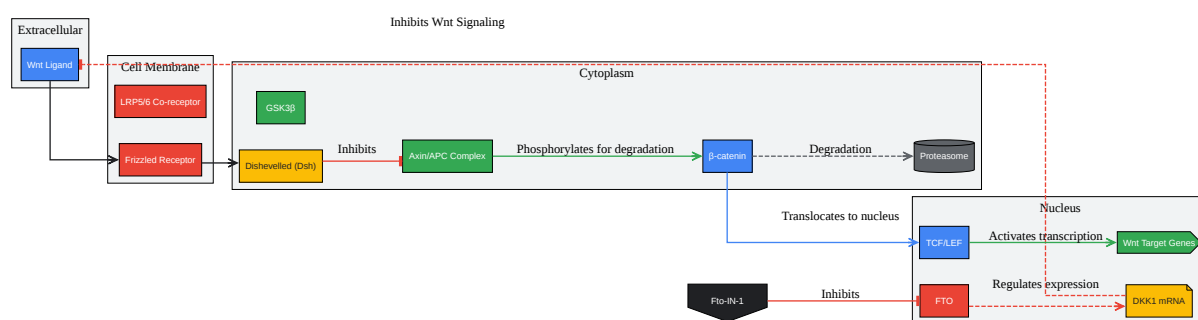 Inhibits Wnt Signaling
Extracellular
Wnt Ligand
Cell Membrane
LRP5/6 Co-receptor
Frizzled Receptor
Cytoplasm
GSK3β
Dishevelled (Dsh)
Inhibits
Axin/APC Complex
Phosphorylates for degradation
β-catenin
Degradation
Proteasome
Translocates to nucleus
Nucleus
TCF/LEF
Activates transcription
Wnt Target Genes
Fto-IN-1
Inhibits
FTO
Regulates expression
DKK1 mRNA